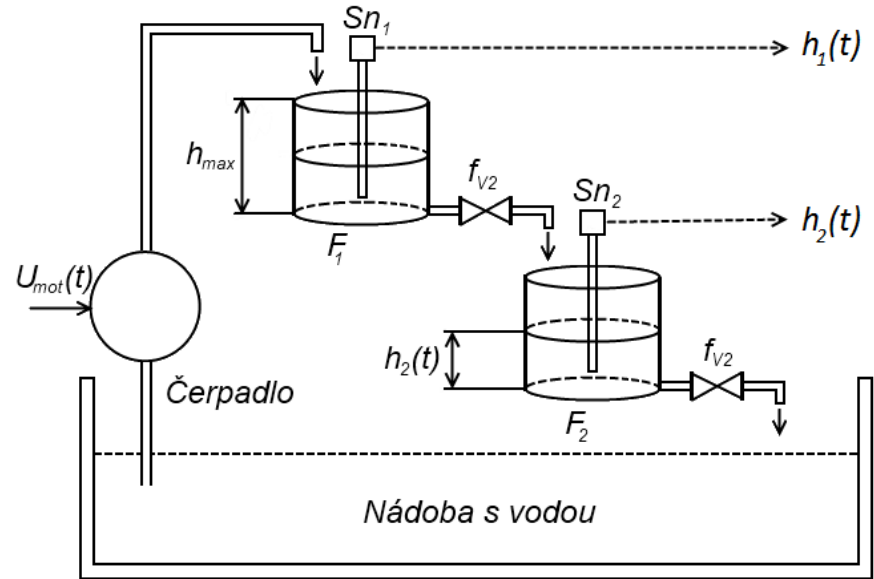 Sn1
h1(t)
hmax
fV2
Sn2
h2(t)
F1
Umot(t)
h2(t)
fV2
Čerpadlo
F2
Nádoba s vodou